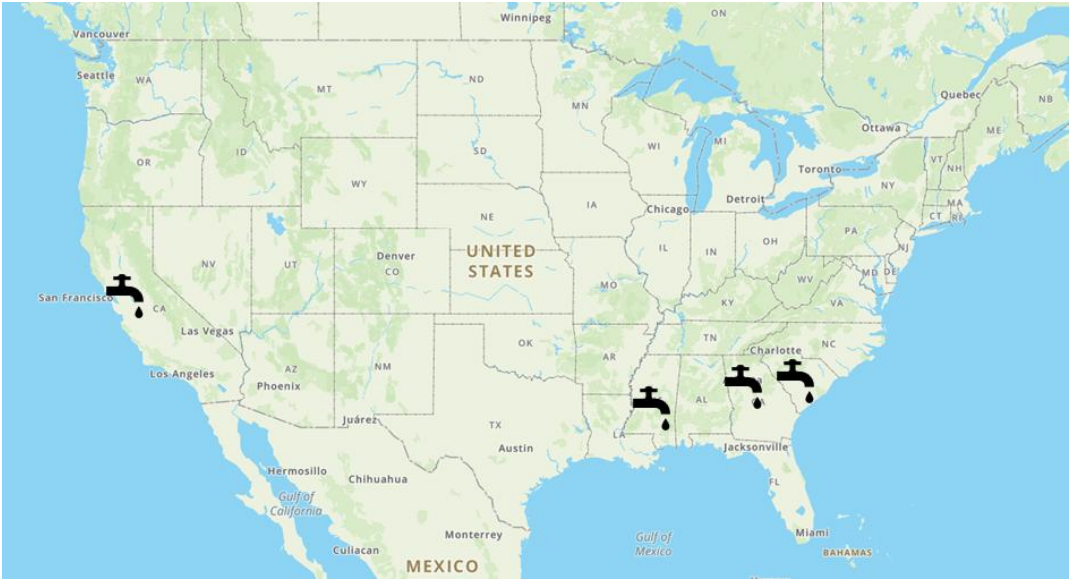 Winnipeg
ON
Vancouver
Seattle
WA
MT
ND
MN
Quebec
NB
Ottawa
ME
OR
ID
SD
WI
MI
VT
NH
Toronto
WY
NY
MA
Detroit
Chicago
CT
RI
NE
IA
PA
Denver
UNITED
STATES
NV
UT
CO
IL
IN
OH
NJ
MD
DE
San Francisco
CA
MO
WV
VA
KY
Las Vegas
OK
TN
NC
Charlotte
Los Angeles
AZ
NM
AR
Phoenix
AL
GA
Juárez
TX
LA
Austin
Jacksonville
Hermosillo
Chihuahua
FL
Gulf of
California
Monterrey
Miami
Gulf of
Mexico
Culiacan
BAHAMAS
MEXICO